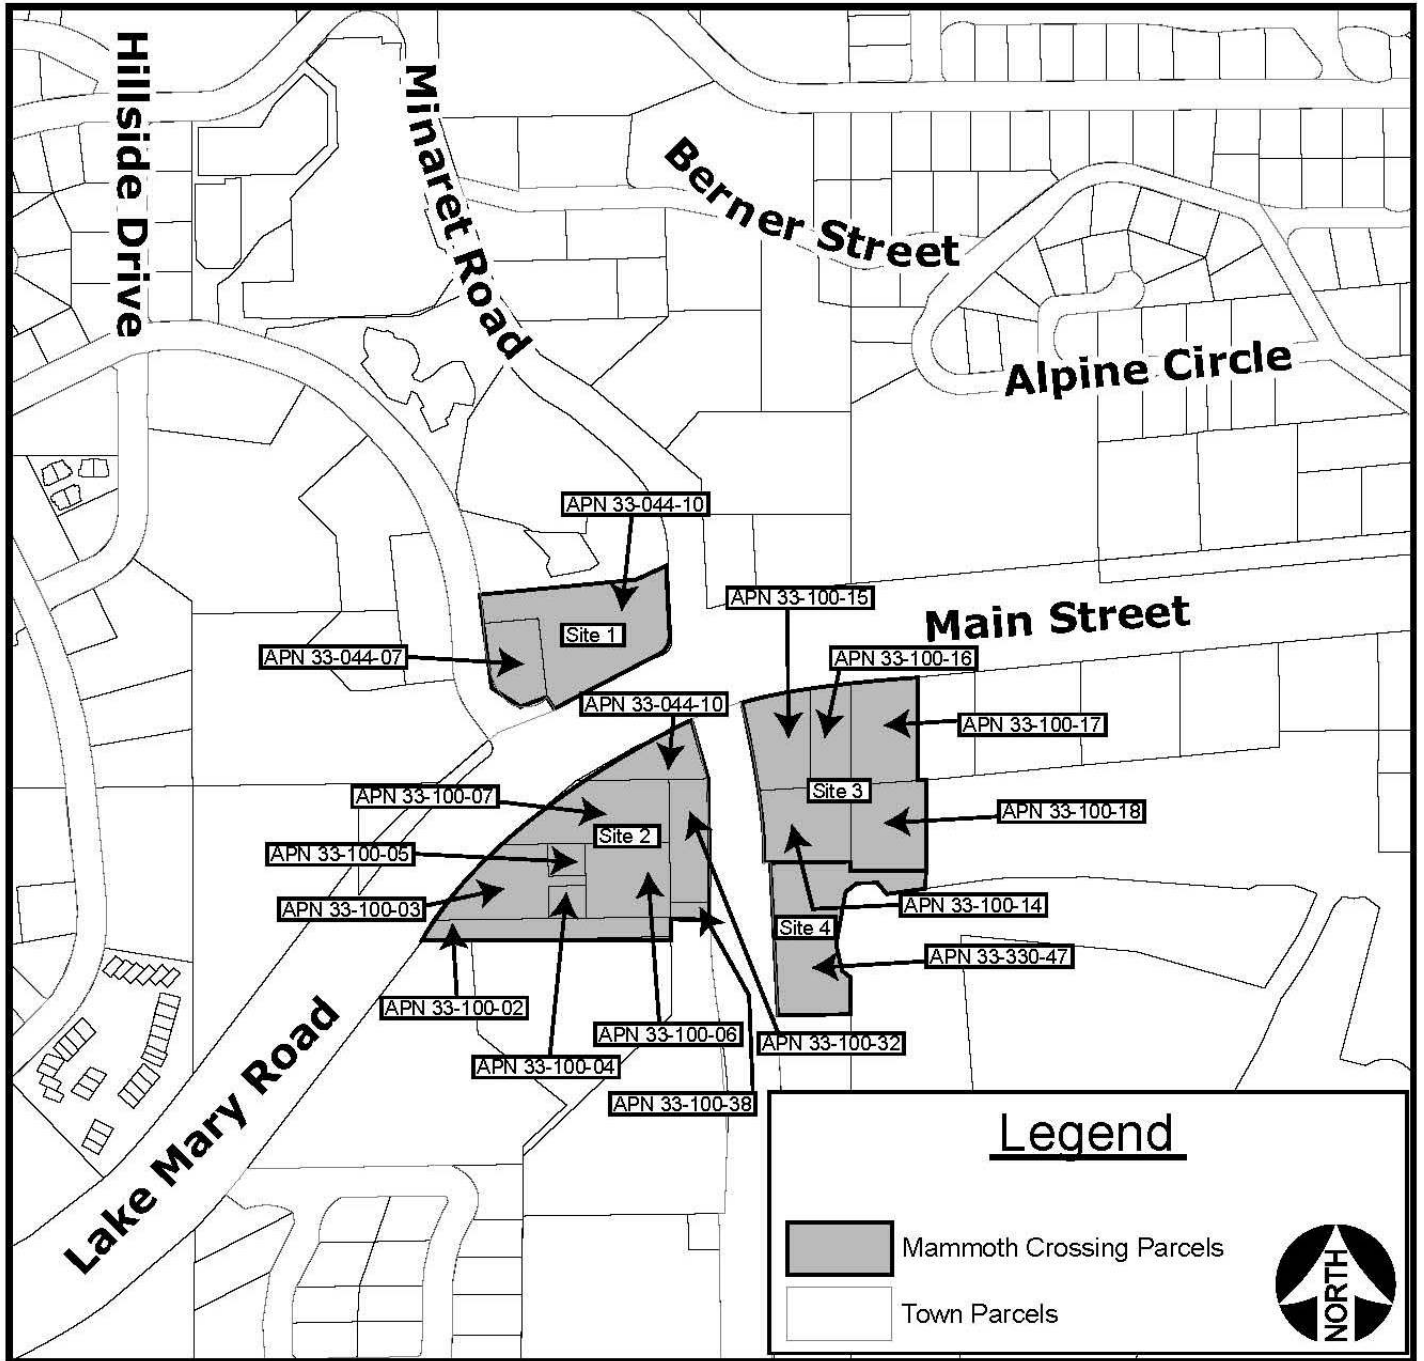 Hillside Drive
Minaret Road
Berner Street
Alpine Circle
APN 33-044-10
APN 33-100-15
Main Street
Site 1
APN 33-044-07
APN 33-100-16
APN 33-044-10
APN 33-100-17
APN 33-100-07
Site 3
APN 33-100-18
Site 2
APN 33-100-05
APN 33-100-03
APN 33-100-14
Site 4
APN 33-330-47
APN 33-100-02
APN 33-100-06
APN 33-100-32
APN 33-100-04
APN 33-100-38
Lake Mary Road
Legend
Mammoth Crossing Parcels
Town Parcels
NORTH